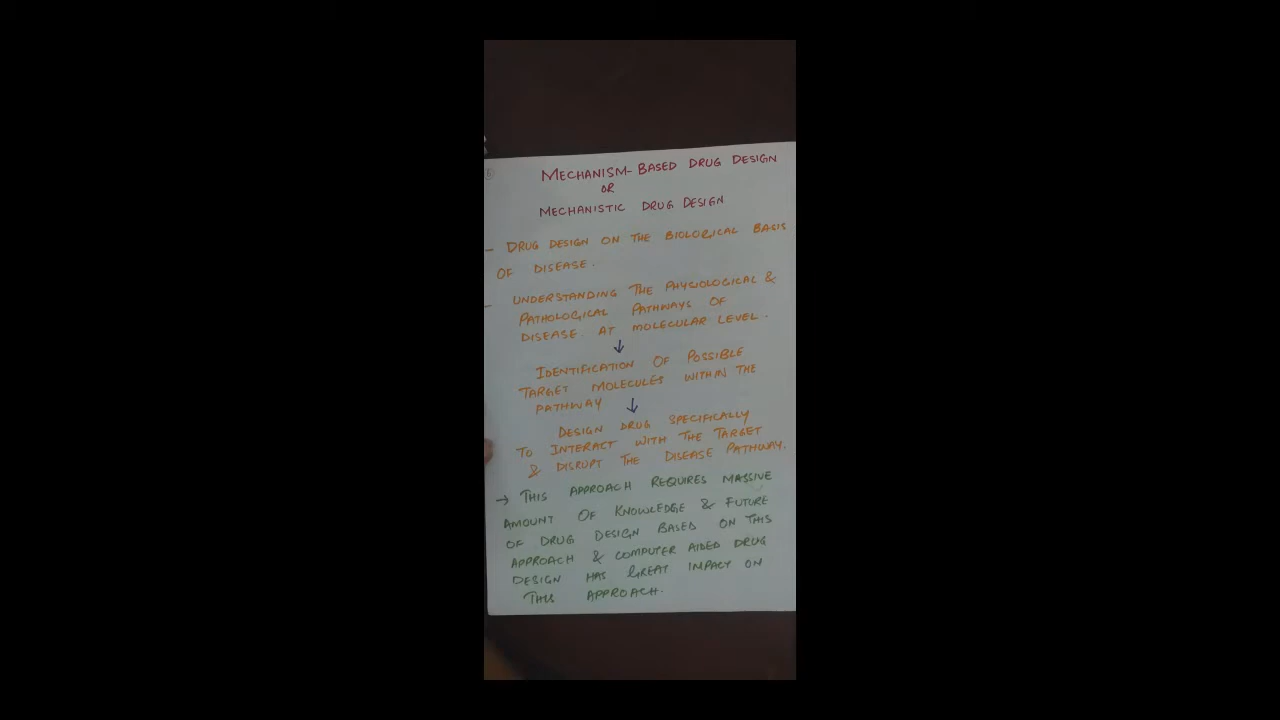 MECHANISM-BASED DRUG DESIGN
OR
MECHANISTIC DRUG DESIGN
- DRUG DESIGN ON THE BIOLOGICAL BASIS
OF DISEASE.
- UNDERSTANDING THE PHYSIOLOGICAL &
PATHOLOGICAL PATHWAYS OF
DISEASE AT MOLECULAR LEVEL.
↓
IDENTIFICATION OF POSSIBLE
TARGET MOLECULES WITHIN THE
PATHWAY ↓
DESIGN DRUG SPECIFICALLY
TO INTERACT WITH THE TARGET
& DISRUPT THE DISEASE PATHWAY.
→ THIS APPROACH REQUIRES MASSIVE
AMOUNT OF KNOWLEDGE & FUTURE
OF DRUG DESIGN BASED ON THIS
APPROACH & COMPUTER AIDED DRUG
DESIGN HAS GREAT IMPACT ON
THIS APPROACH.